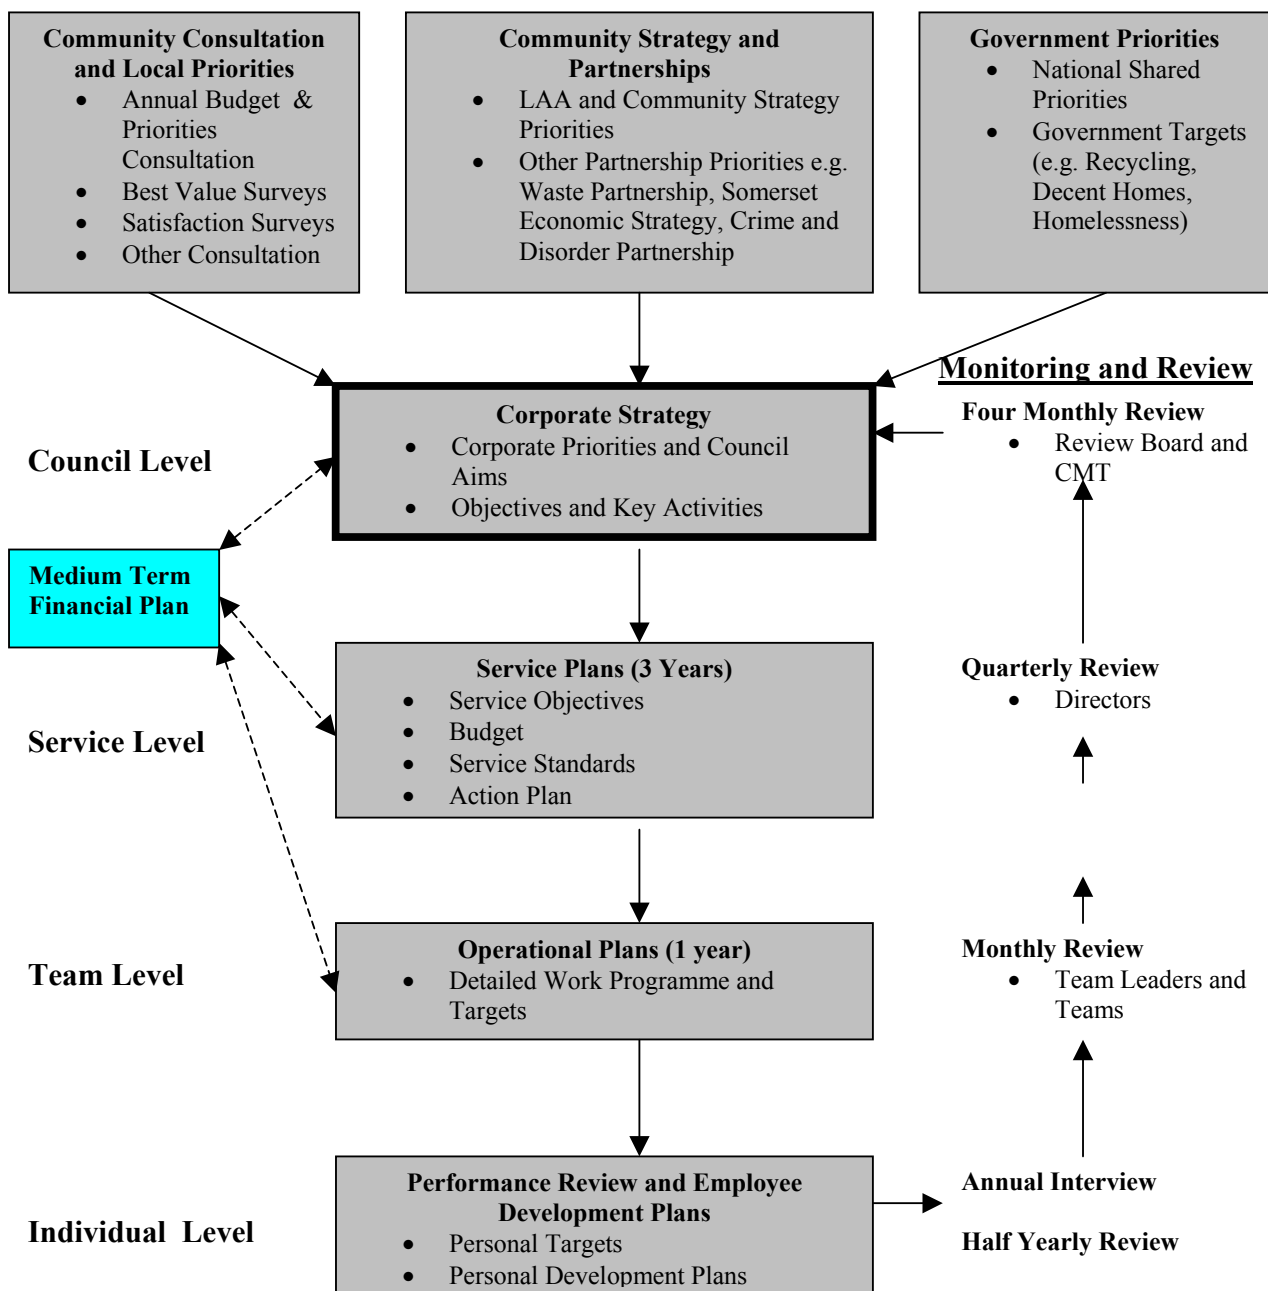 Community Consultation
and Local Priorities
• Annual Budget & 
Priorities
Consultation
• Best Value Surveys
• Satisfaction Surveys
• Other Consultation
Community Strategy and
Partnerships
• LAA and Community Strategy
Priorities
• Other Partnership Priorities e.g.
Waste Partnership, Somerset
Economic Strategy, Crime and
Disorder Partnership
Government Priorities
• National Shared
Priorities
• Government Targets
(e.g. Recycling,
Decent Homes,
Homelessness)
Monitoring and Review
Four Monthly Review
• Review Board and
CMT
Council Level
Corporate Strategy
• Corporate Priorities and Council
Aims
• Objectives and Key Activities
Medium Term
Financial Plan
Service Level
Service Plans (3 Years)
• Service Objectives
• Budget
• Service Standards
• Action Plan
Quarterly Review
• Directors
Team Level
Operational Plans (1 year)
• Detailed Work Programme and
Targets
Monthly Review
• Team Leaders and
Teams
Individual Level
Performance Review and Employee
Development Plans
• Personal Targets
• Personal Development Plans
Annual Interview
Half Yearly Review